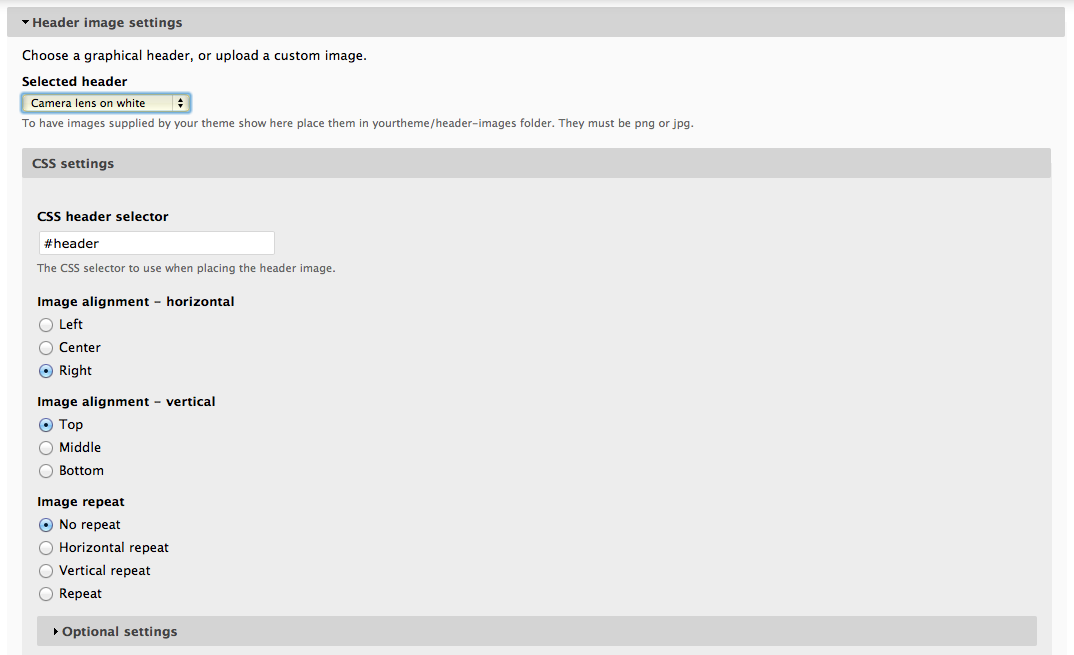 Header image settings
Choose a graphical header, or upload a custom image.
Selected header
Camera lens on white
To have images supplied by your theme show here place them in yourtheme/header-images folder. They must be png or jpg.
CSS settings
CSS header selector
#header
The CSS selector to use when placing the header image.
Image alignment - horizontal
Left
Center
Right
Image alignment - vertical
Top
Middle
Bottom
Image repeat
No repeat
Horizontal repeat
Vertical repeat
Repeat
Optional settings